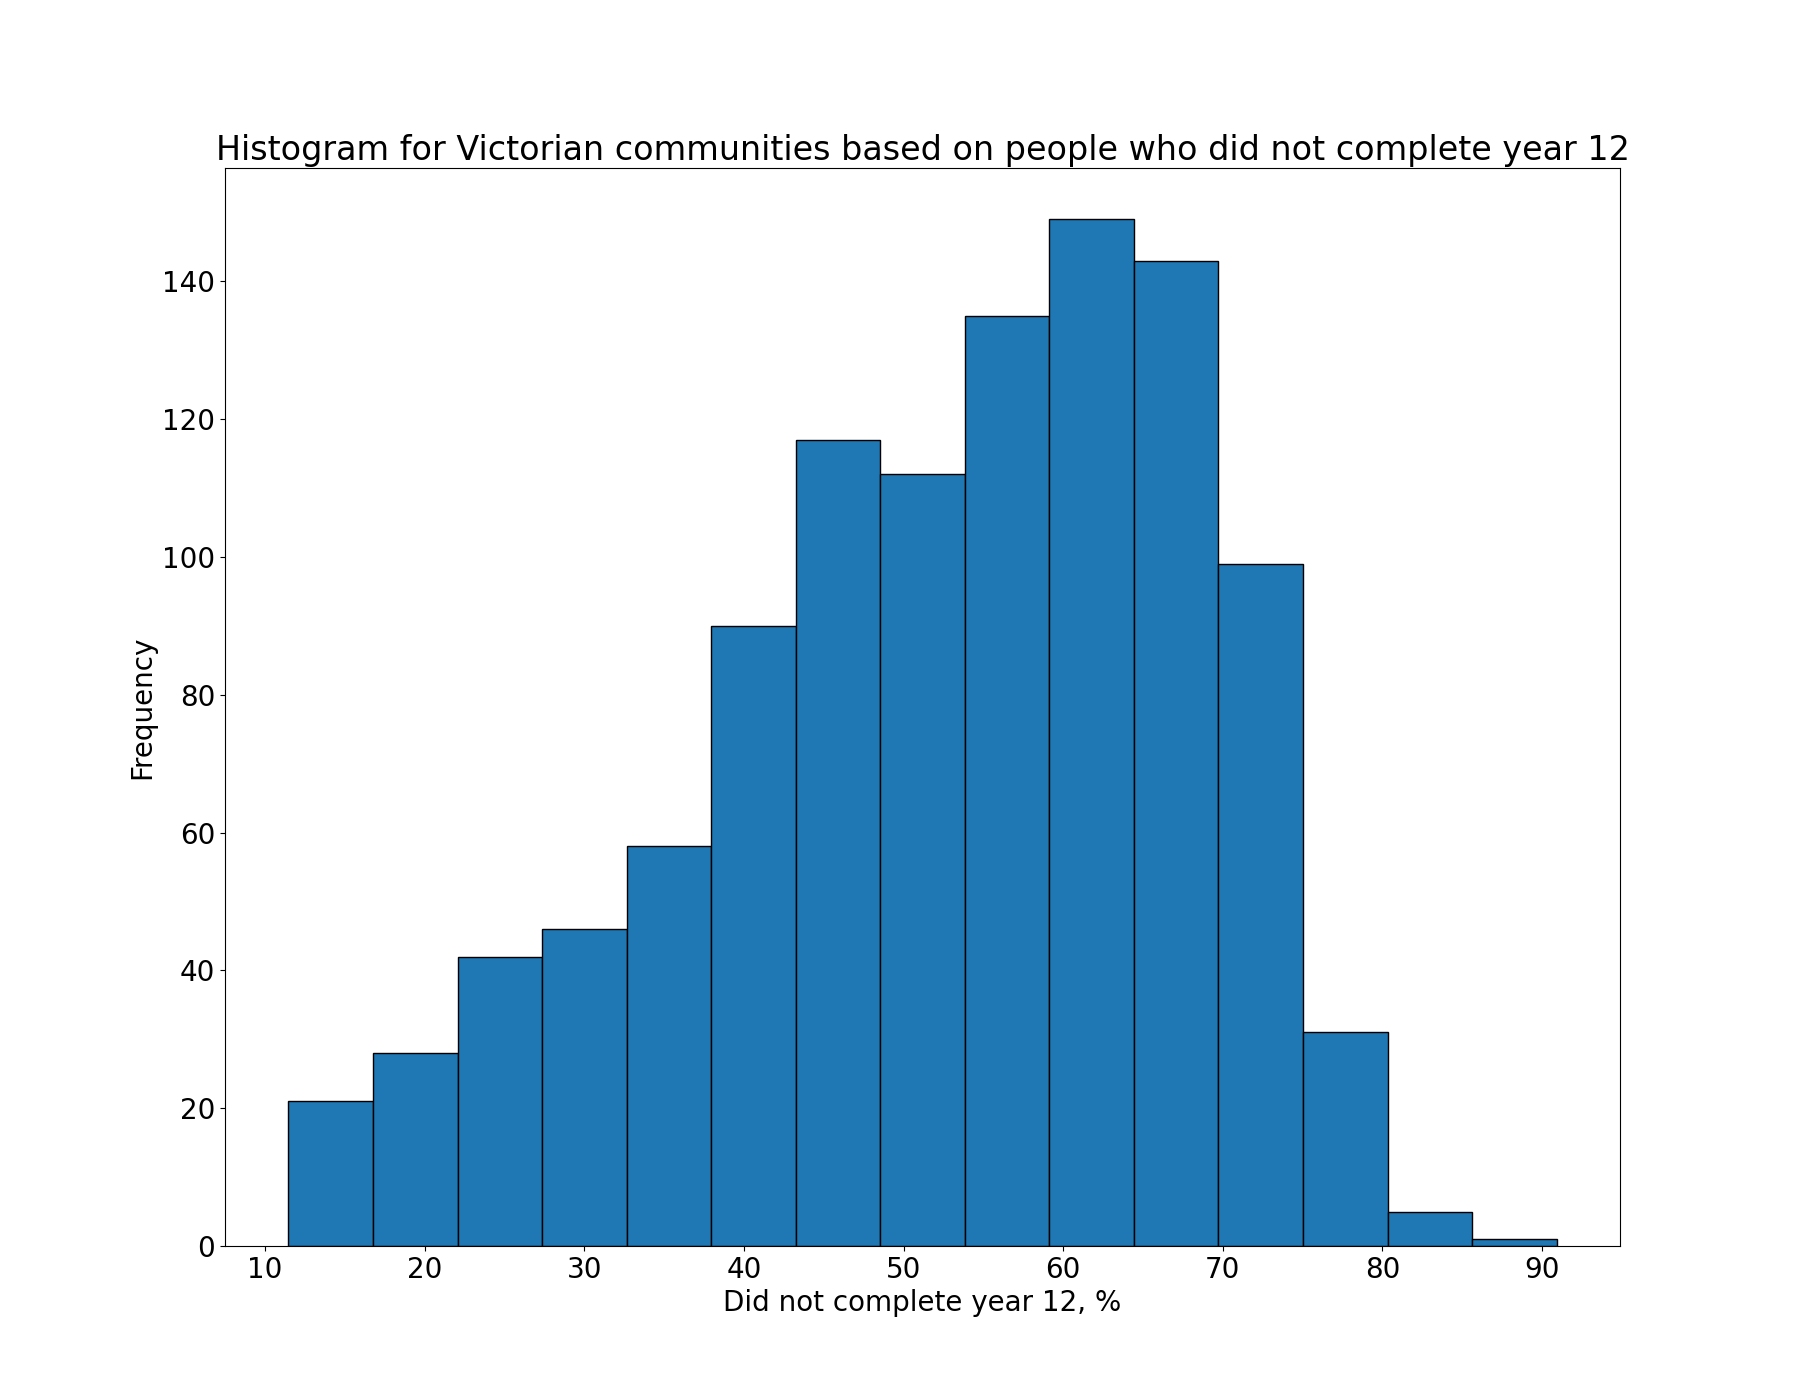 Histogram for Victorian communities based on people who did not complete year 12
140
120
100
80
60
40
20
0
Frequency
10 20 30 40 50 60 70 80 90
Did not complete year 12, %